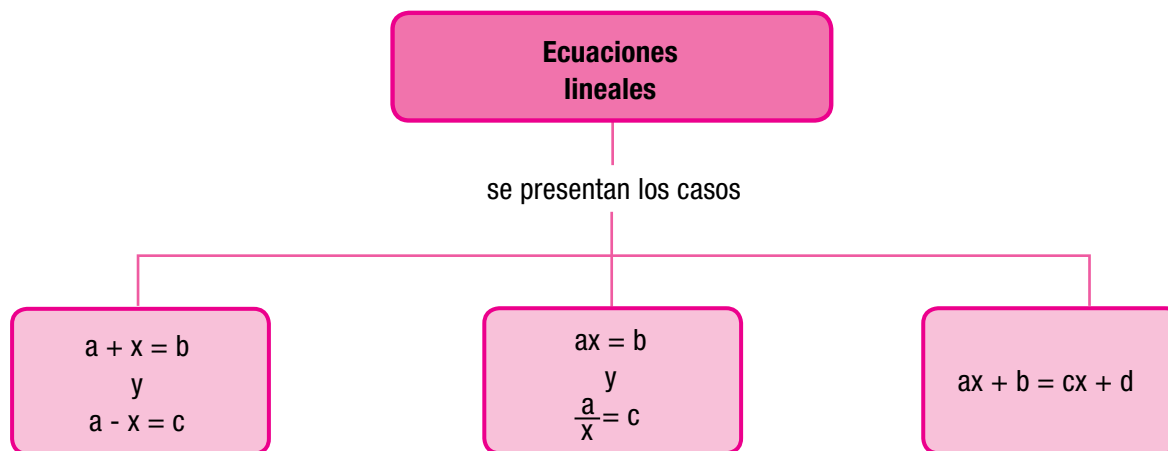 Ecuaciones
lineales
se presentan los casos
a + x = b
y
a - x = c
ax = b
y
a/x = c
ax + b = cx + d